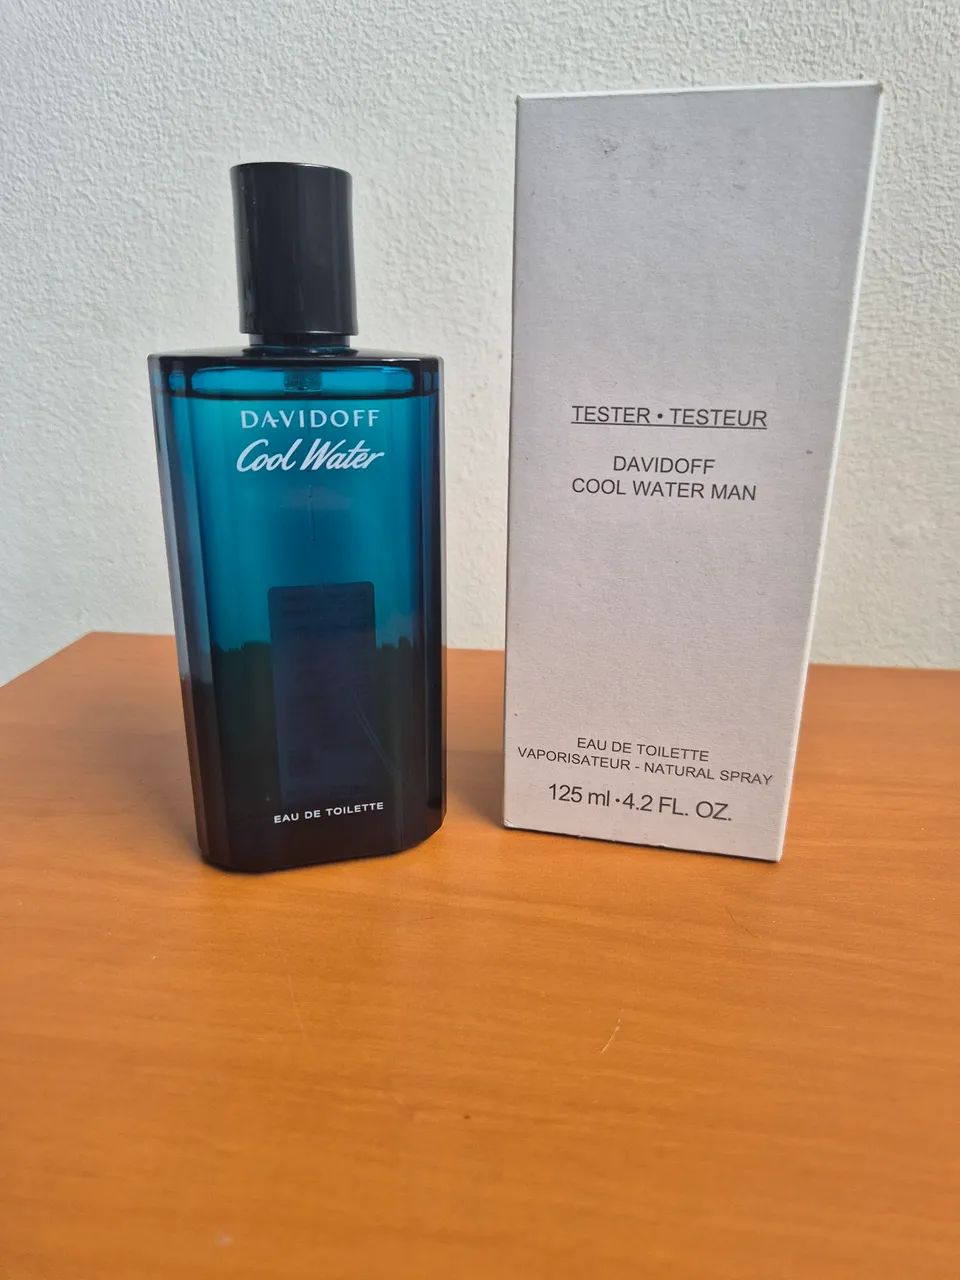 DAVIDOFF
Cool Water
EAU DE TOILETTE
TESTER • TESTEUR
DAVIDOFF
COOL WATER MAN
EAU DE TOILETTE
VAPORISATEUR - NATURAL SPRAY
125 ml • 4.2 FL. OZ.